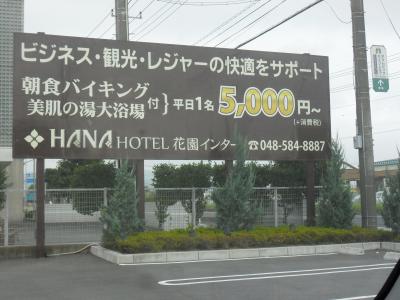 ビジネス・観光・レジャーの快適をサポート
朝食バイキング
美肌の湯大浴場
付}平日1名 5,000円~
(+消費税)
HANA HOTEL 花園インター ☎048-584-8887